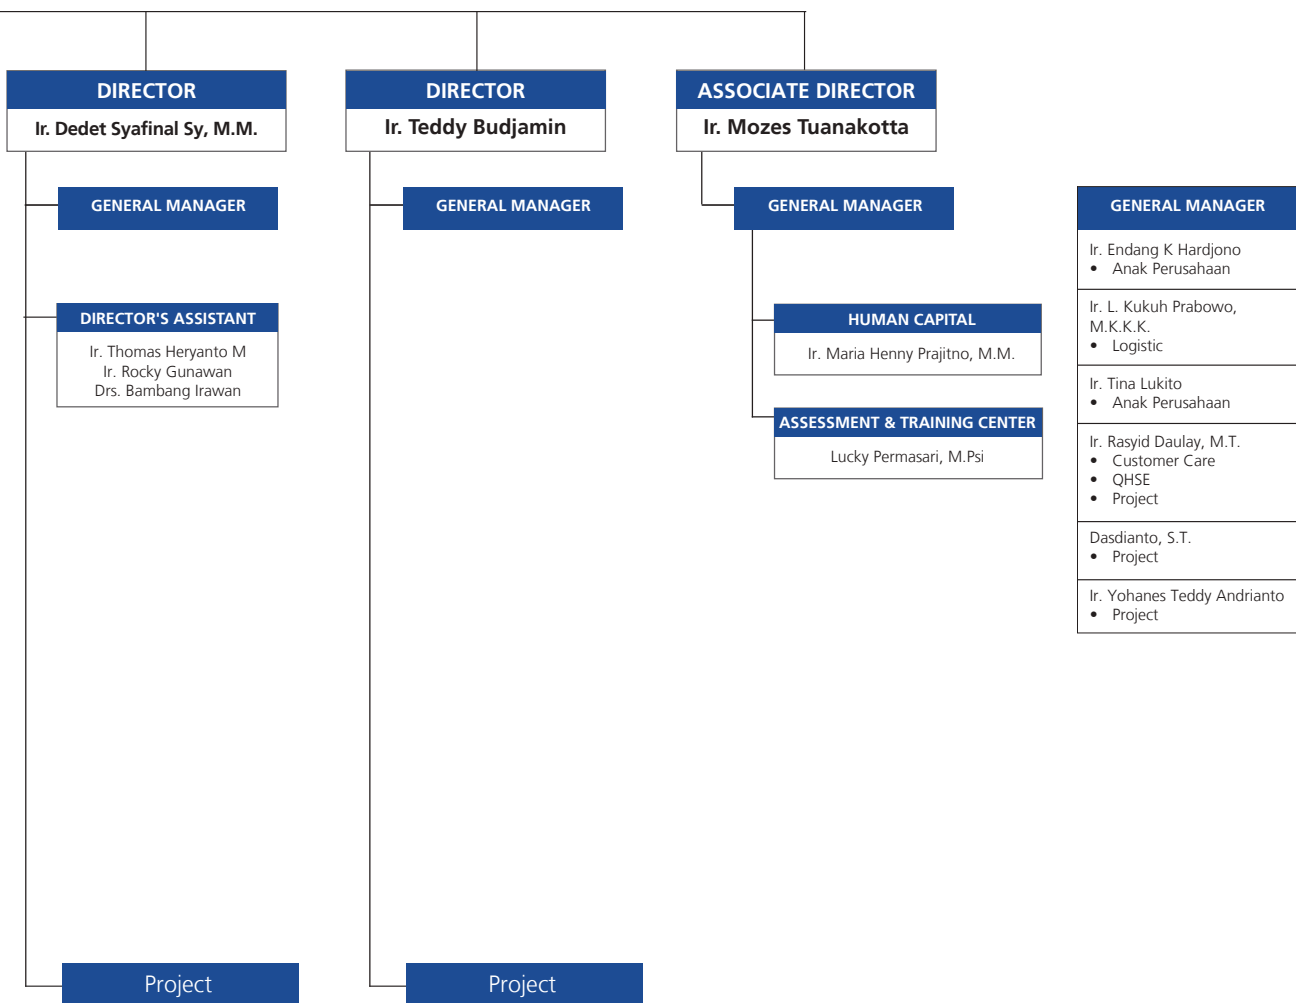 DIRECTOR
Ir. Dedet Syafinal Sy, M.M.
GENERAL MANAGER
DIRECTOR'S ASSISTANT
Ir. Thomas Heryanto M
Ir. Rocky Gunawan
Drs. Bambang Irawan
Project
DIRECTOR
Ir. Teddy Budjamin
GENERAL MANAGER
Project
ASSOCIATE DIRECTOR
Ir. Mozes Tuanakotta
GENERAL MANAGER
HUMAN CAPITAL
Ir. Maria Henny Prajitno, M.M.
ASSESSMENT & TRAINING CENTER
Lucky Permasari, M.Psi
GENERAL MANAGER
Ir. Endang K Hardjono
• Anak Perusahaan
Ir. L. Kukuh Prabowo,
M.K.K.K.
• Logistic
Ir. Tina Lukito
• Anak Perusahaan
Ir. Rasyid Daulay, M.T.
• Customer Care
• QHSE
• Project
Dasdianto, S.T.
• Project
Ir. Yohanes Teddy Andrianto
• Project